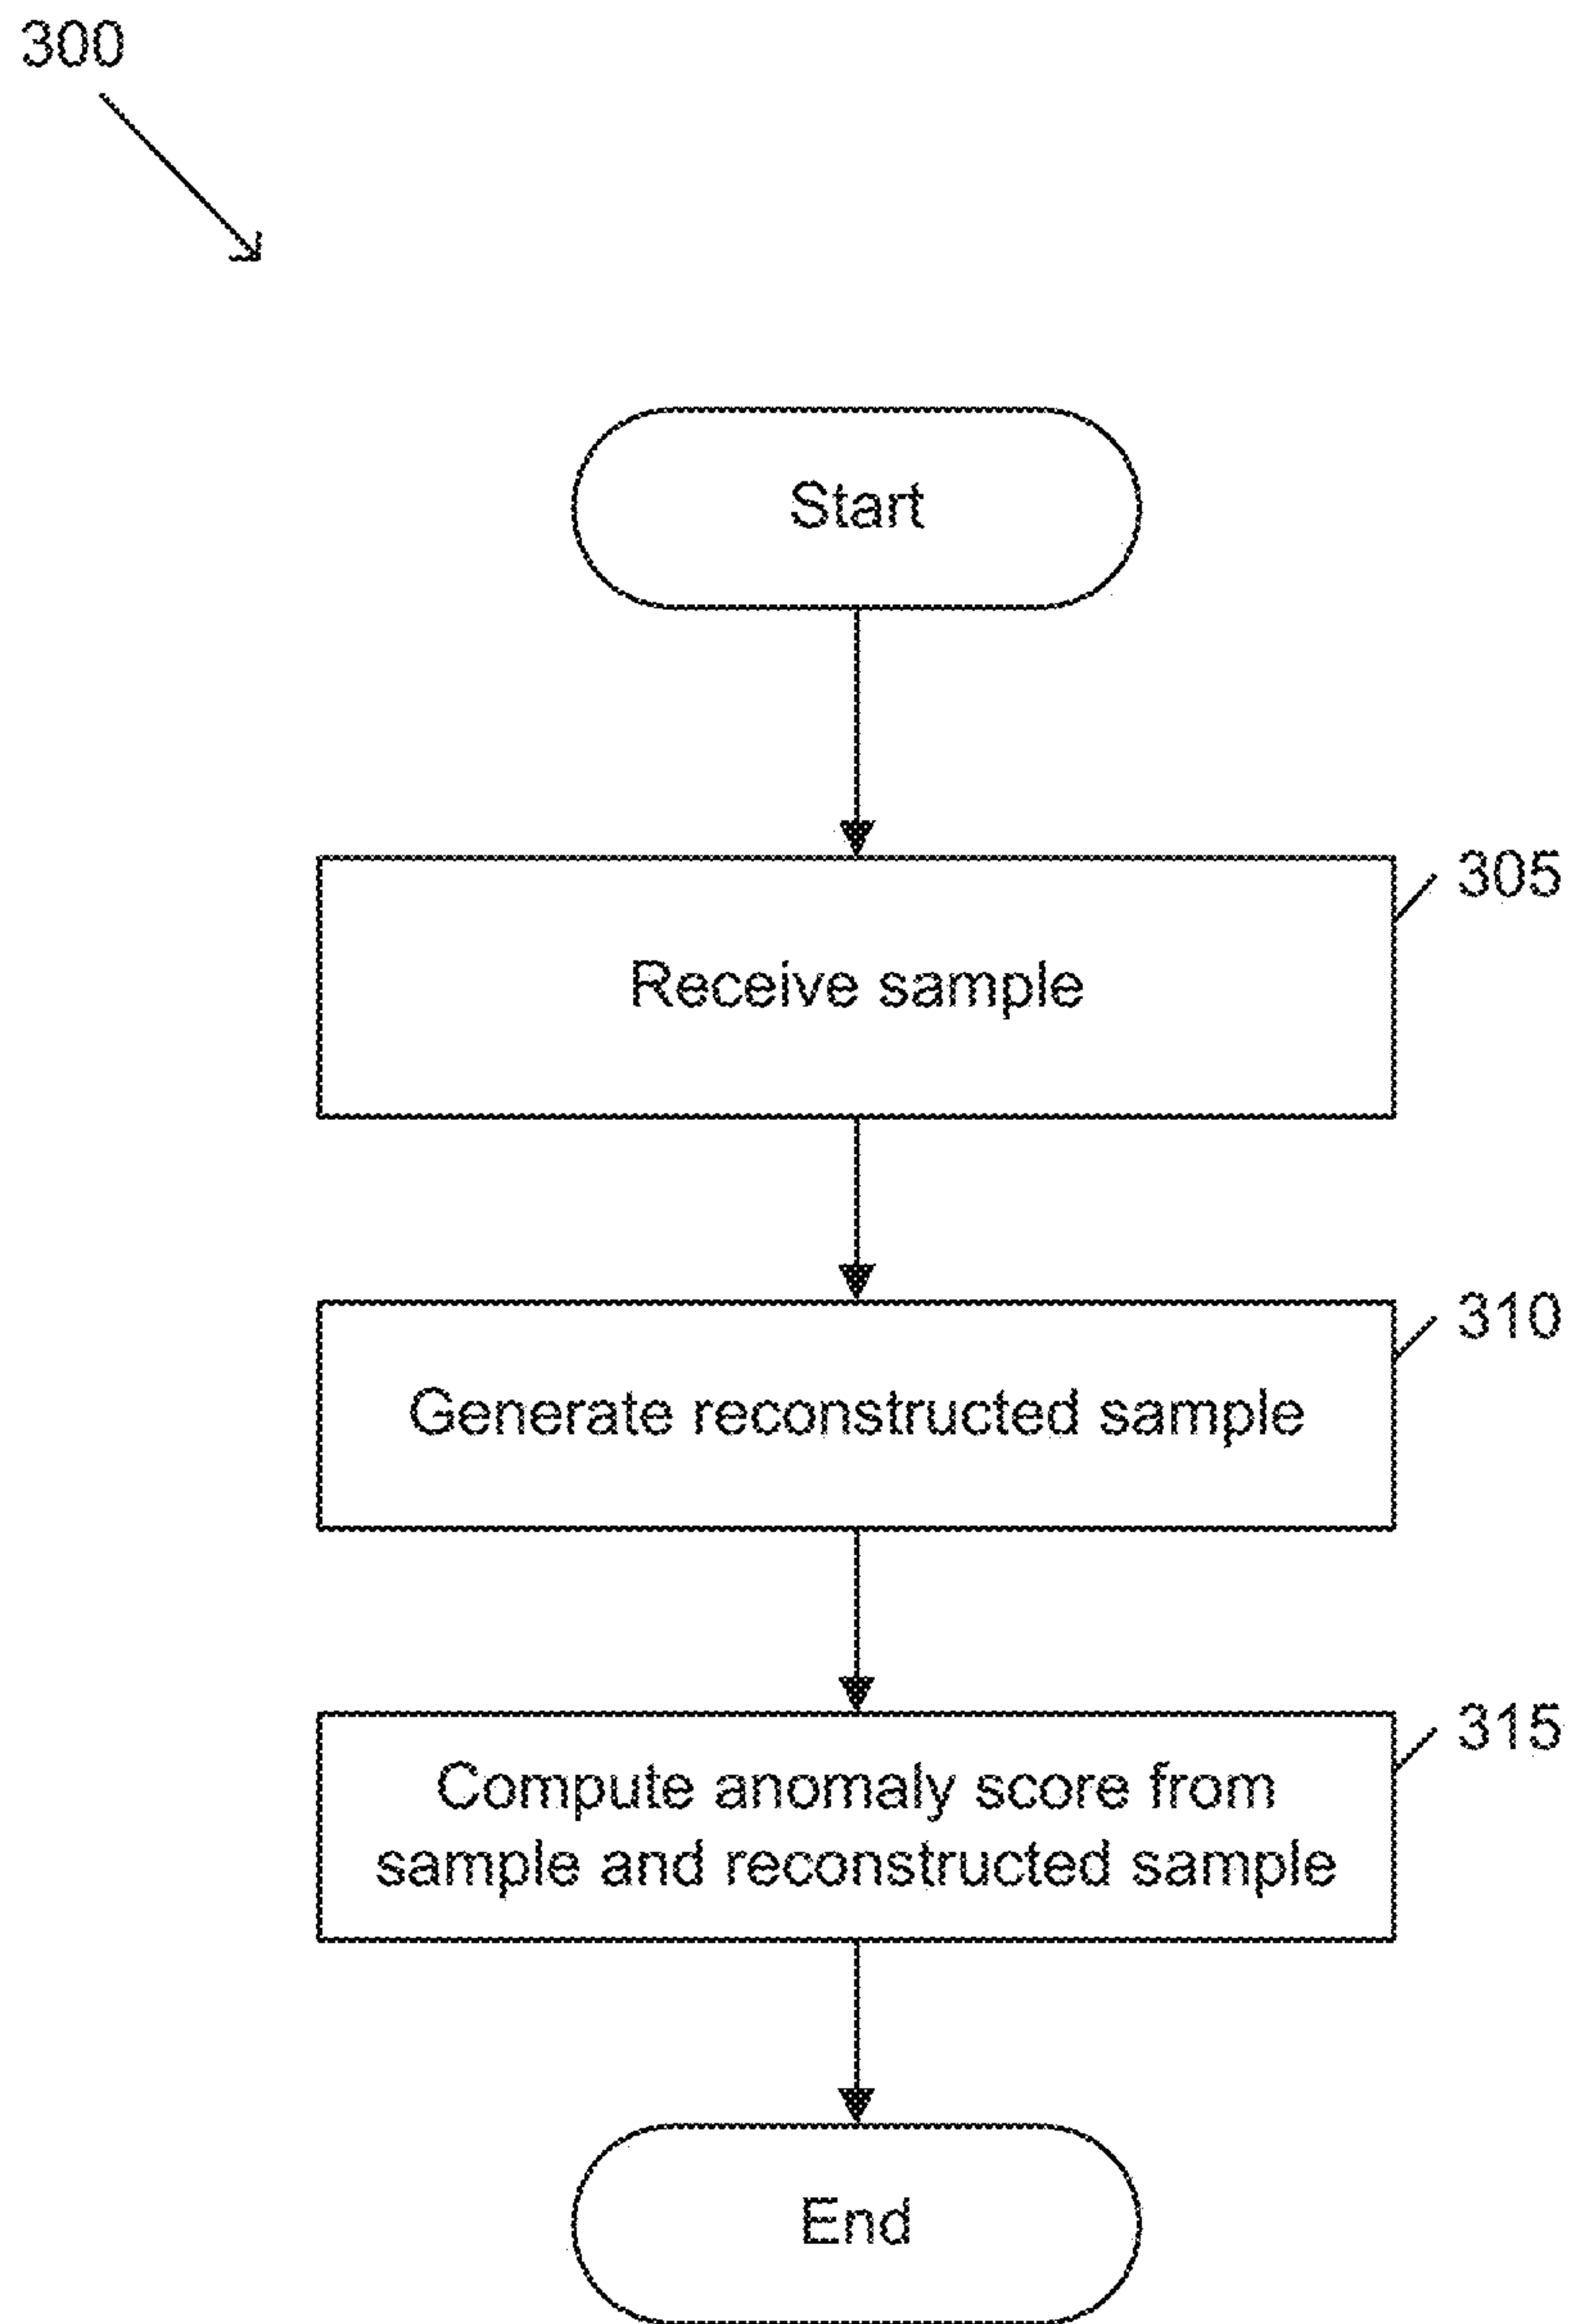 300
Start
305
Receive sample
310
Generate reconstructed sample
315
Compute anomaly score from
sample and reconstructed sample
End